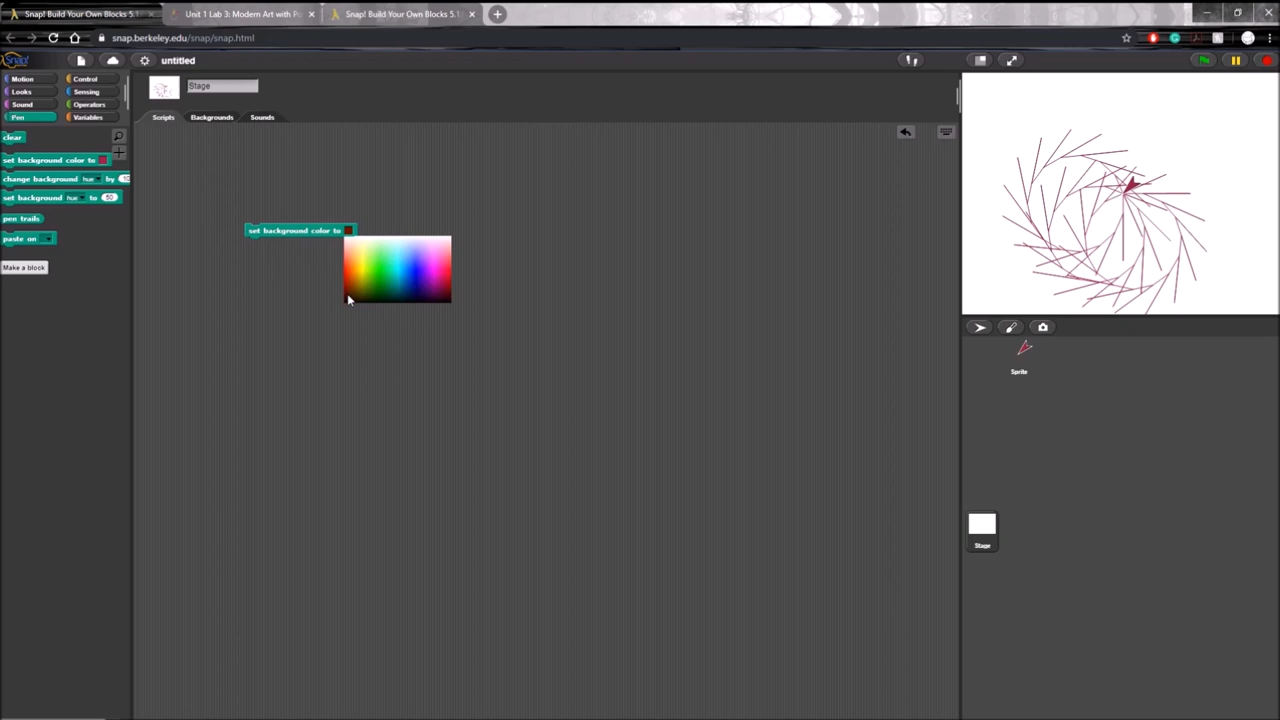 Snap! Build Your Own Blocks 5.1
Unit 1 Lab 3: Modern Art with Po
Snap! Build Your Own Blocks 5.1
snap.berkeley.edu/snap/snap.html
Snap!
untitled
Motion
Control
Looks
Sensing
Sound
Operators
Pen
Variables
Stage
Scripts
Backgrounds
Sounds
clear
set background color to
change background hue by
set background hue to 50
pen trails
paste on
Make a block
set background color to
Sprite
Stage